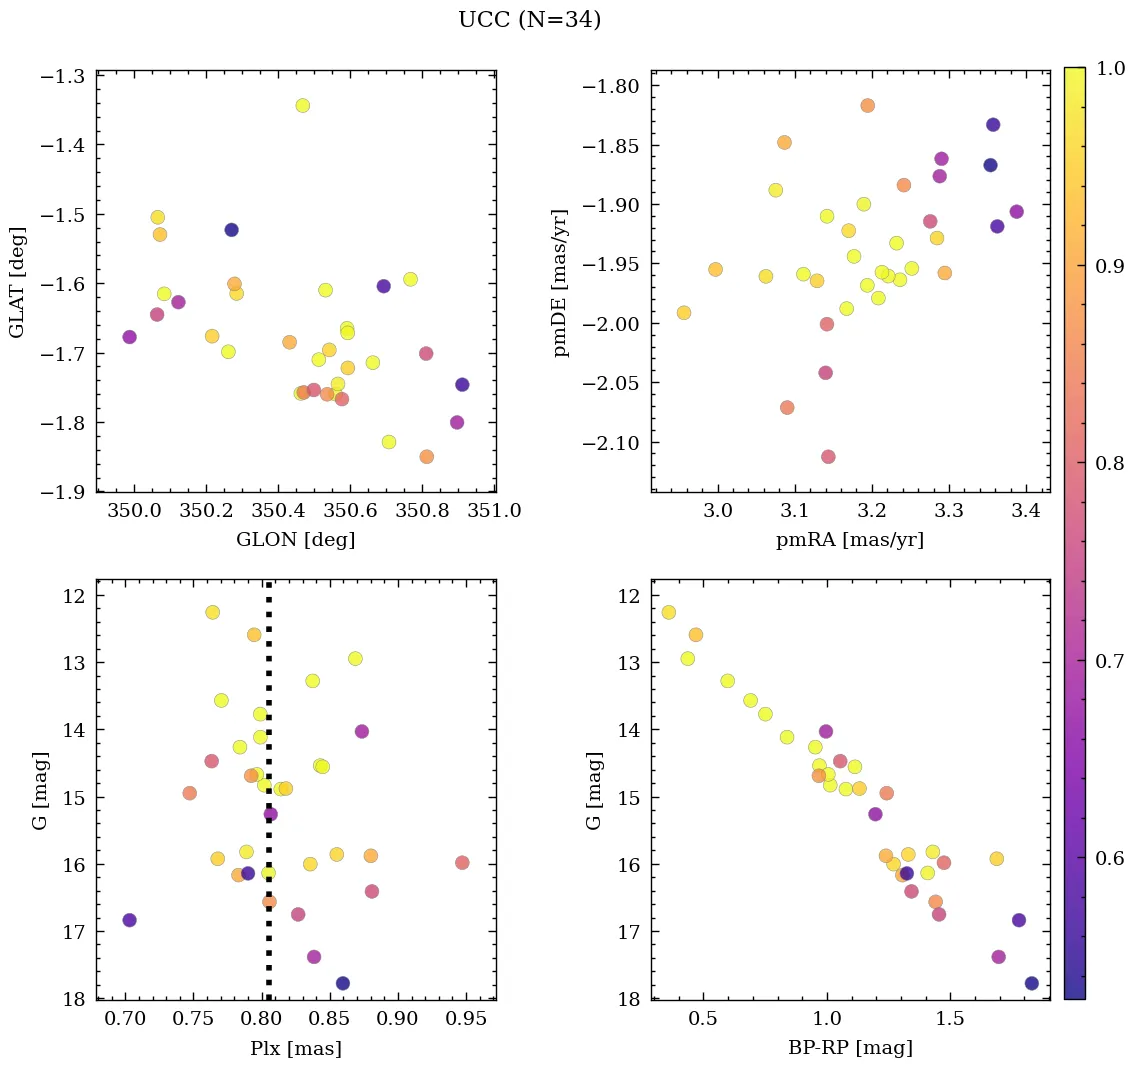 UCC (N=34)
−1.3
−1.4
−1.5
−1.6
−1.7
−1.8
−1.9
GLAT [deg]
350.0 350.2 350.4 350.6 350.8 351.0
GLON [deg]
−1.80
−1.85
−1.90
−1.95
−2.00
−2.05
−2.10
pmDE [mas/yr]
3.0 3.1 3.2 3.3 3.4
pmRA [mas/yr]
1.0
0.9
0.8
0.7
0.6
12
13
14
15
16
17
18
G [mag]
0.70 0.75 0.80 0.85 0.90 0.95
Plx [mas]
12
13
14
15
16
17
18
G [mag]
0.5 1.0 1.5
BP-RP [mag]